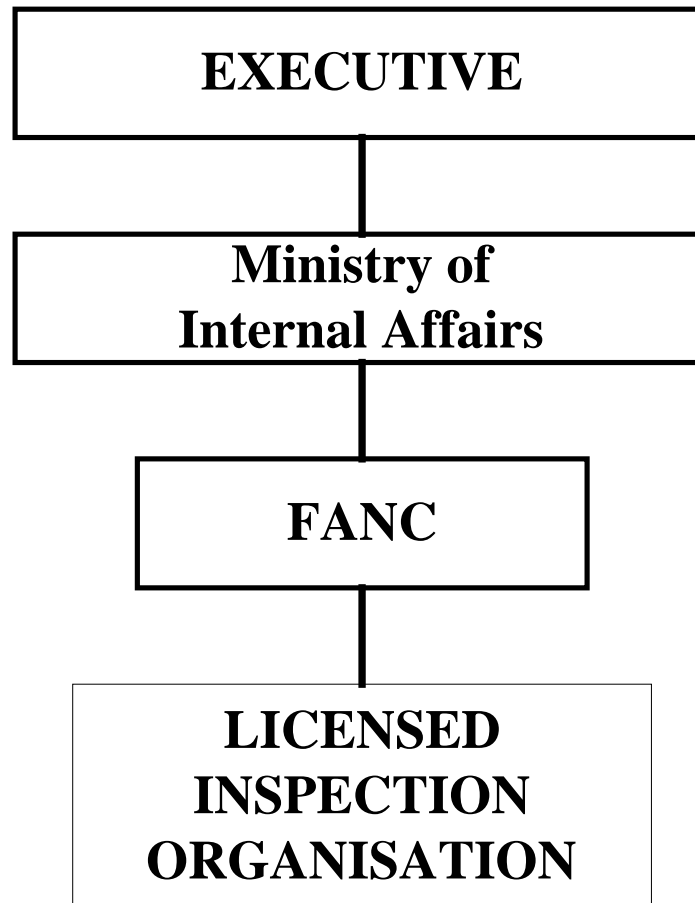 EXECUTIVE
Ministry of
Internal Affairs
FANC
LICENSED
INSPECTION
ORGANISATION